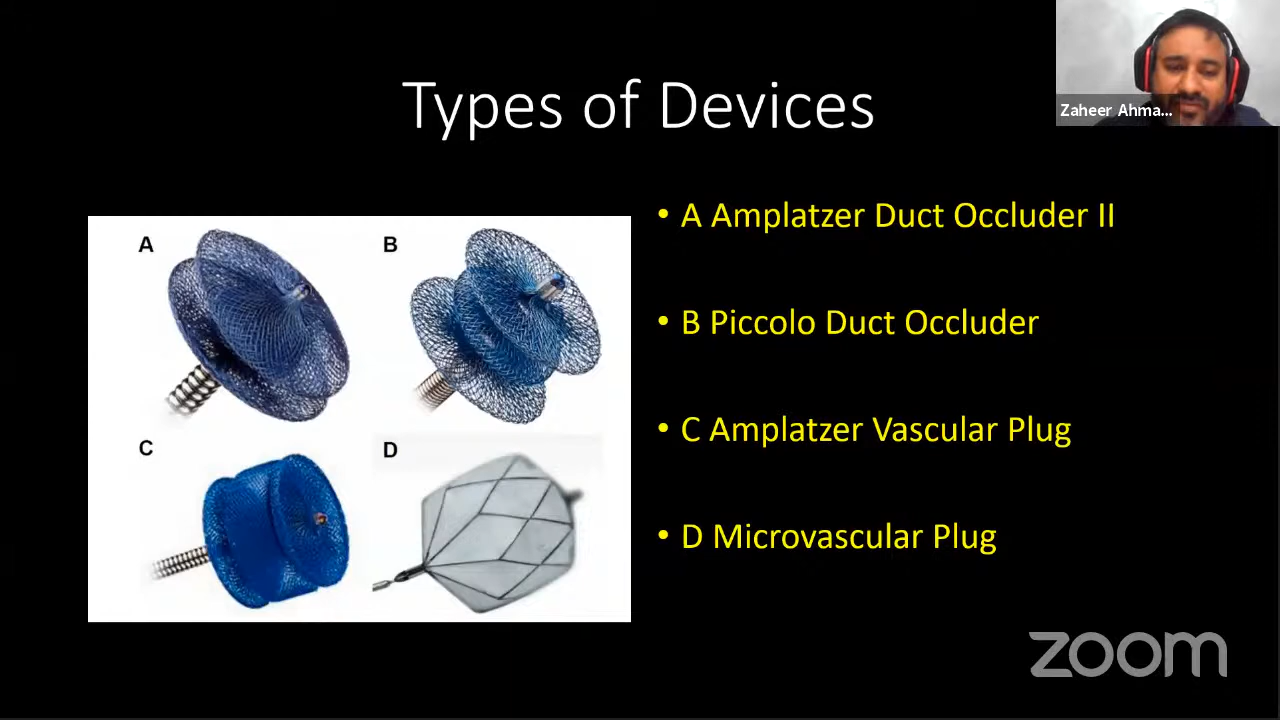 Types of Devices
Zaheer Ahma...
A
B
C
D
• A Amplatzer Duct Occluder II
• B Piccolo Duct Occluder
• C Amplatzer Vascular Plug
• D Microvascular Plug
zoom